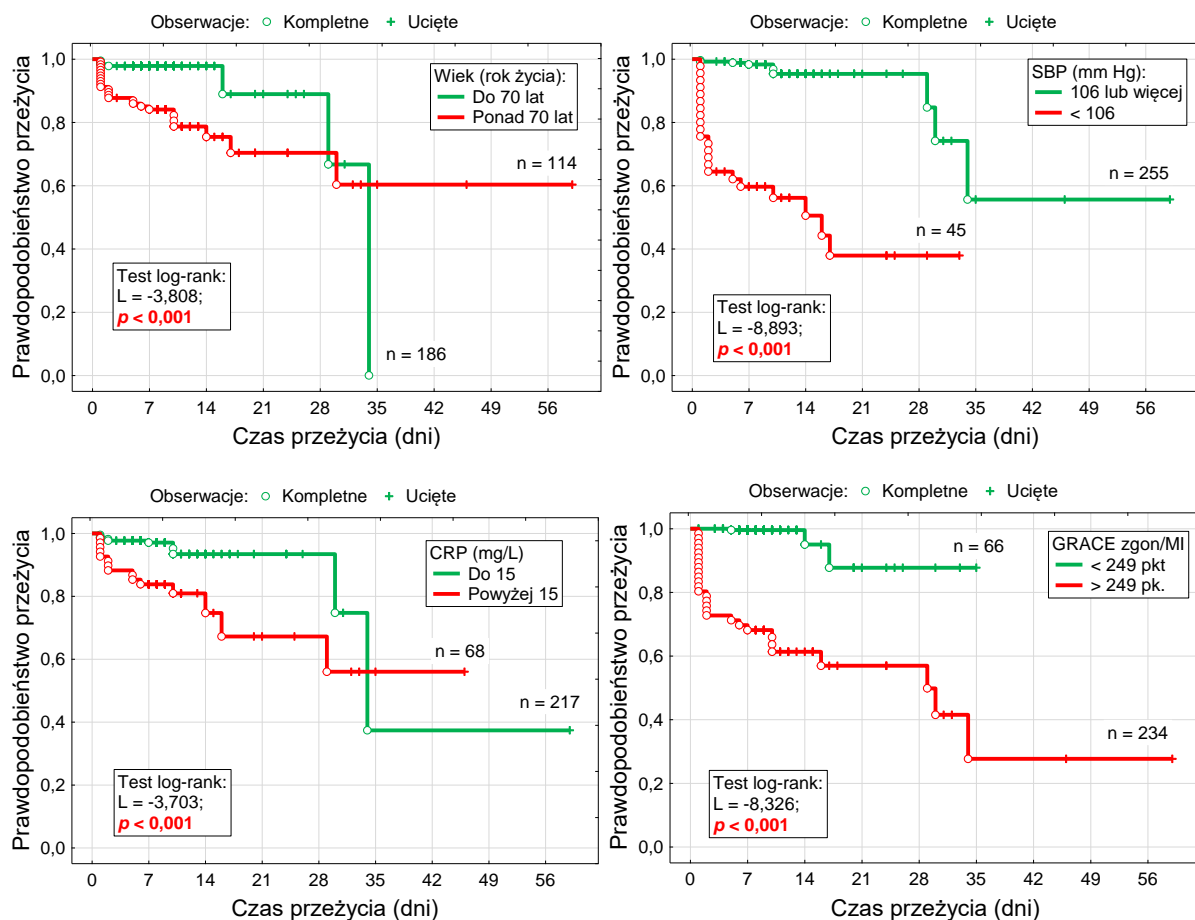 Obserwacje: Kompletne Ucięte
Prawdopodobieństwo przeżycia
1,0
0,8
0,6
0,4
0,2
0,0
Wiek (rok życia):
Do 70 lat
Ponad 70 lat
n = 114
Test log-rank:
L = -3,808;
p < 0,001
n = 186
0 7 14 21 28 35 42 49 56
Czas przeżycia (dni)
Obserwacje: Kompletne Ucięte
Prawdopodobieństwo przeżycia
1,0
0,8
0,6
0,4
0,2
0,0
SBP (mm Hg):
106 lub więcej
< 106
n = 255
n = 45
Test log-rank:
L = -8,893;
p < 0,001
0 7 14 21 28 35 42 49 56
Czas przeżycia (dni)
Obserwacje: Kompletne Ucięte
Prawdopodobieństwo przeżycia
1,0
0,8
0,6
0,4
0,2
0,0
CRP (mg/L)
Do 15
Powyżej 15
n = 68
n = 217
Test log-rank:
L = -3,703;
p < 0,001
0 7 14 21 28 35 42 49 56
Czas przeżycia (dni)
Obserwacje: Kompletne Ucięte
Prawdopodobieństwo przeżycia
1,0
0,8
0,6
0,4
0,2
0,0
GRACE zgon/MI
< 249 pkt
> 249 pk.
n = 66
n = 234
Test log-rank:
L = -8,326;
p < 0,001
0 7 14 21 28 35 42 49 56
Czas przeżycia (dni)